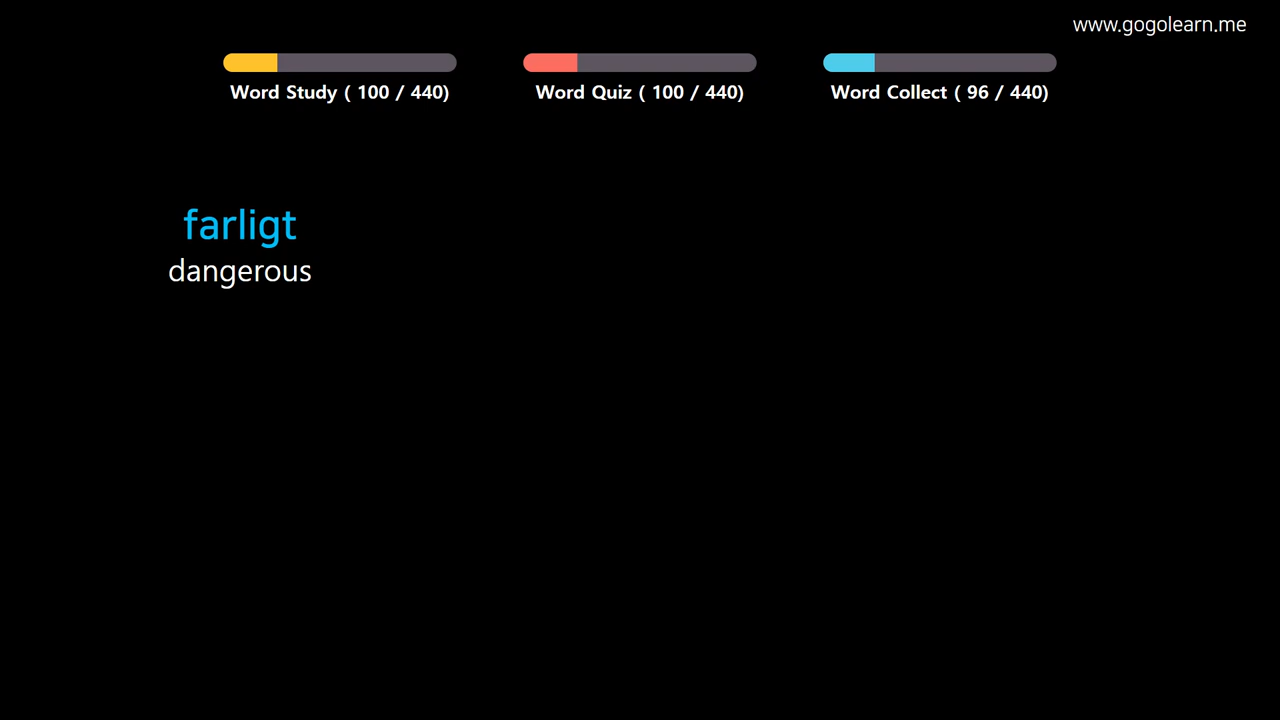 www.gogolearn.me
Word Study ( 100 / 440)
Word Quiz ( 100 / 440)
Word Collect ( 96 / 440)
farligt
dangerous